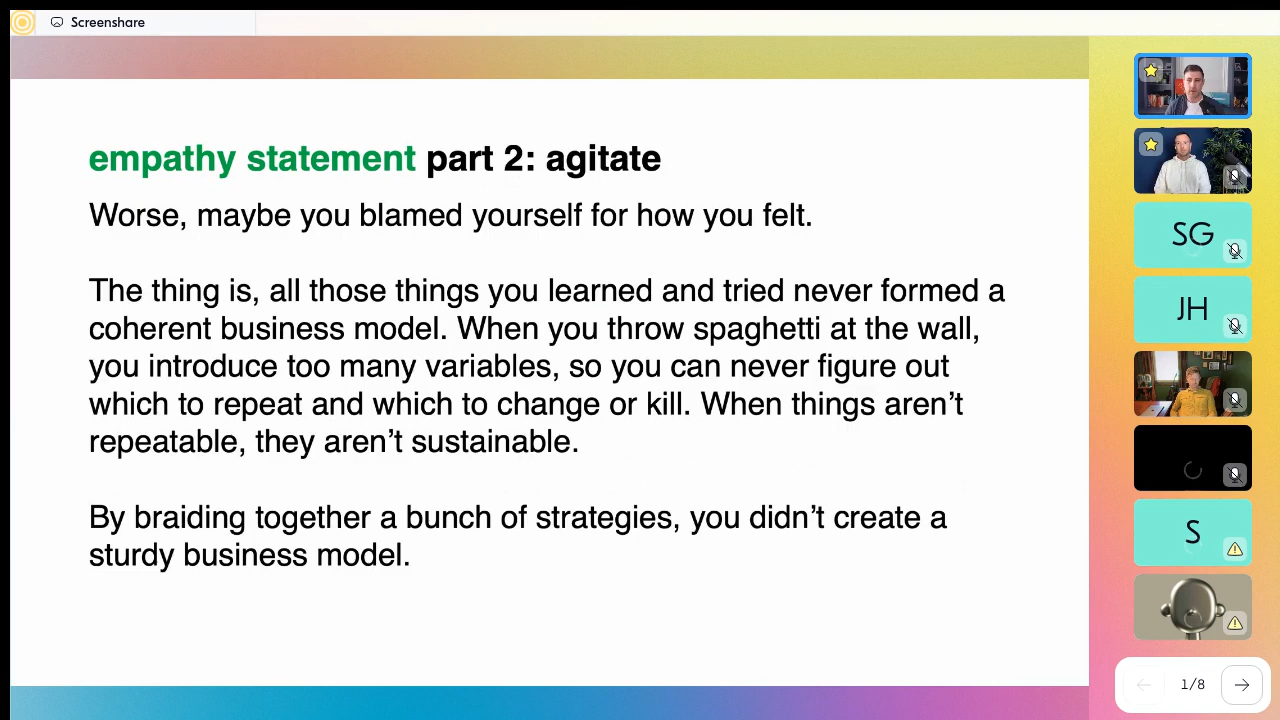 Screenshare
empathy statement part 2: agitate
Worse, maybe you blamed yourself for how you felt.
The thing is, all those things you learned and tried never formed a
coherent business model. When you throw spaghetti at the wall,
you introduce too many variables, so you can never figure out
which to repeat and which to change or kill. When things aren’t
repeatable, they aren’t sustainable.
By braiding together a bunch of strategies, you didn’t create a
sturdy business model.
SG
JH
S
1/8